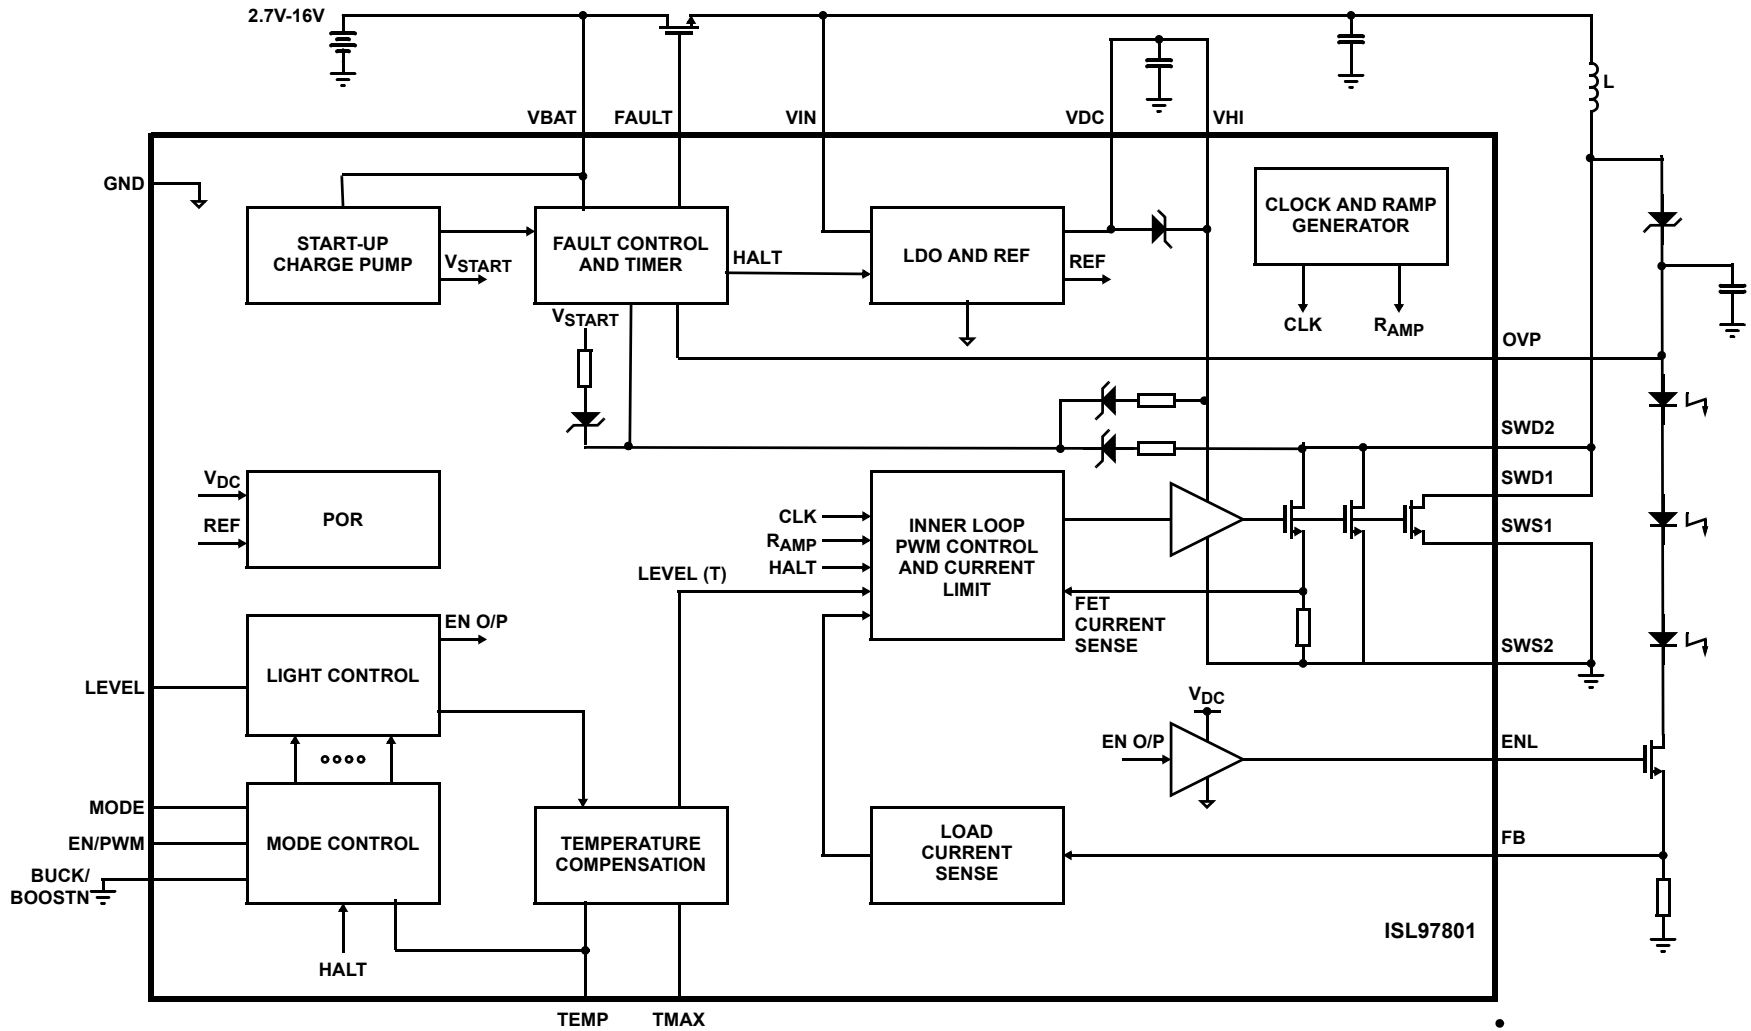 2.7V-16V
L
VBAT
FAULT
VIN
VDC
VHI
GND
START-UP
CHARGE PUMP
VSTART
FAULT CONTROL
AND TIMER
HALT
LDO AND REF
REF
CLOCK AND RAMP
GENERATOR
CLK
RAMP
VSTART
OVP
SWD2
SWD1
SWS1
SWS2
VDC
REF
POR
CLK
RAMP
HALT
LEVEL (T)
INNER LOOP
PWM CONTROL
AND CURRENT
LIMIT
FET
CURRENT
SENSE
EN O/P
LIGHT CONTROL
LEVEL
VDC
EN O/P
ENL
MODE
EN/PWM
BUCK/
BOOSTN
MODE CONTROL
HALT
TEMPERATURE
COMPENSATION
LOAD
CURRENT
SENSE
FB
ISL97801
TEMP
TMAX